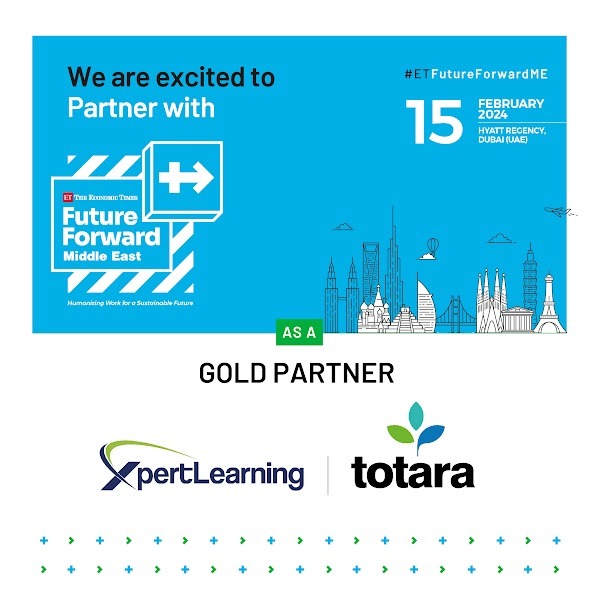 We are excited to
Partner with
#ETFutureForwardME
15
FEBRUARY
2024
HYATT REGENCY,
DUBAI (UAE)
ET THE ECONOMIC TIMES
Future
Forward
Middle East
Humanising Work for a Sustainable Future
AS A
GOLD PARTNER
XpertLearning
totara